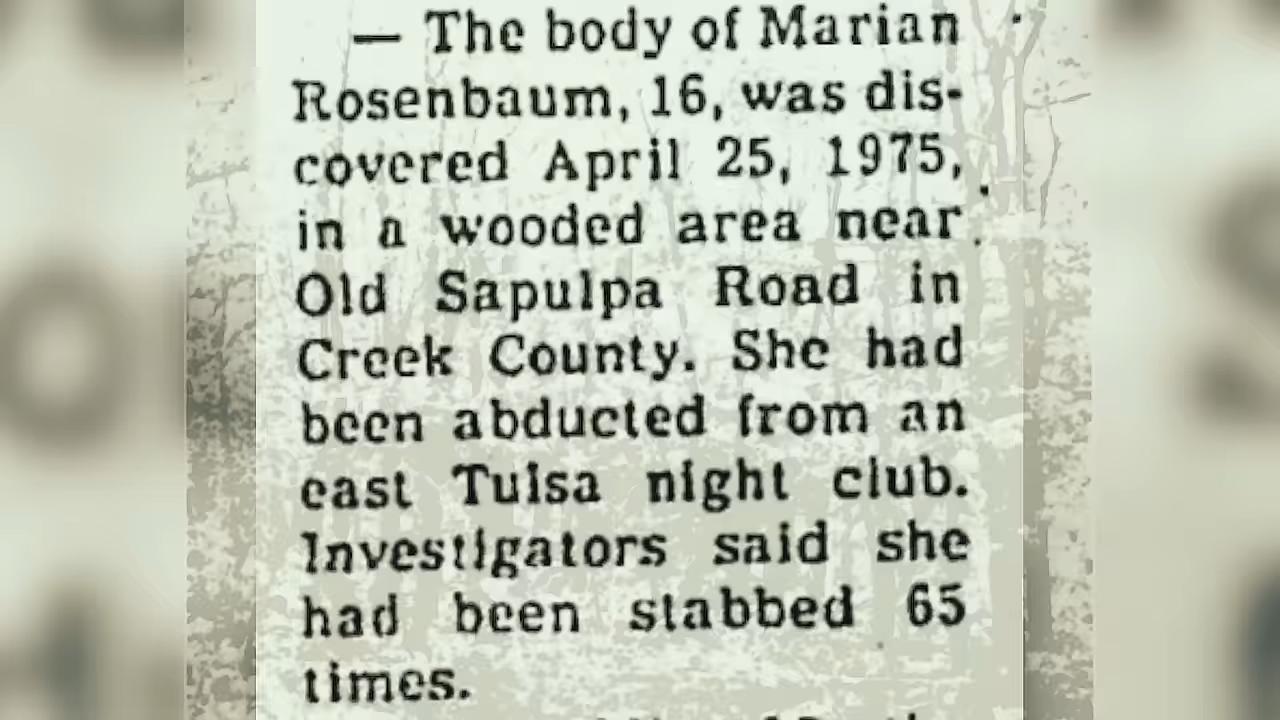 — The body of Marian
Rosenbaum, 16, was dis-
covered April 25, 1975,
in a wooded area near
Old Sapulpa Road in
Creek County. She had
been abducted from an
east Tulsa night club.
Investigators said she
had been stabbed 65
times.